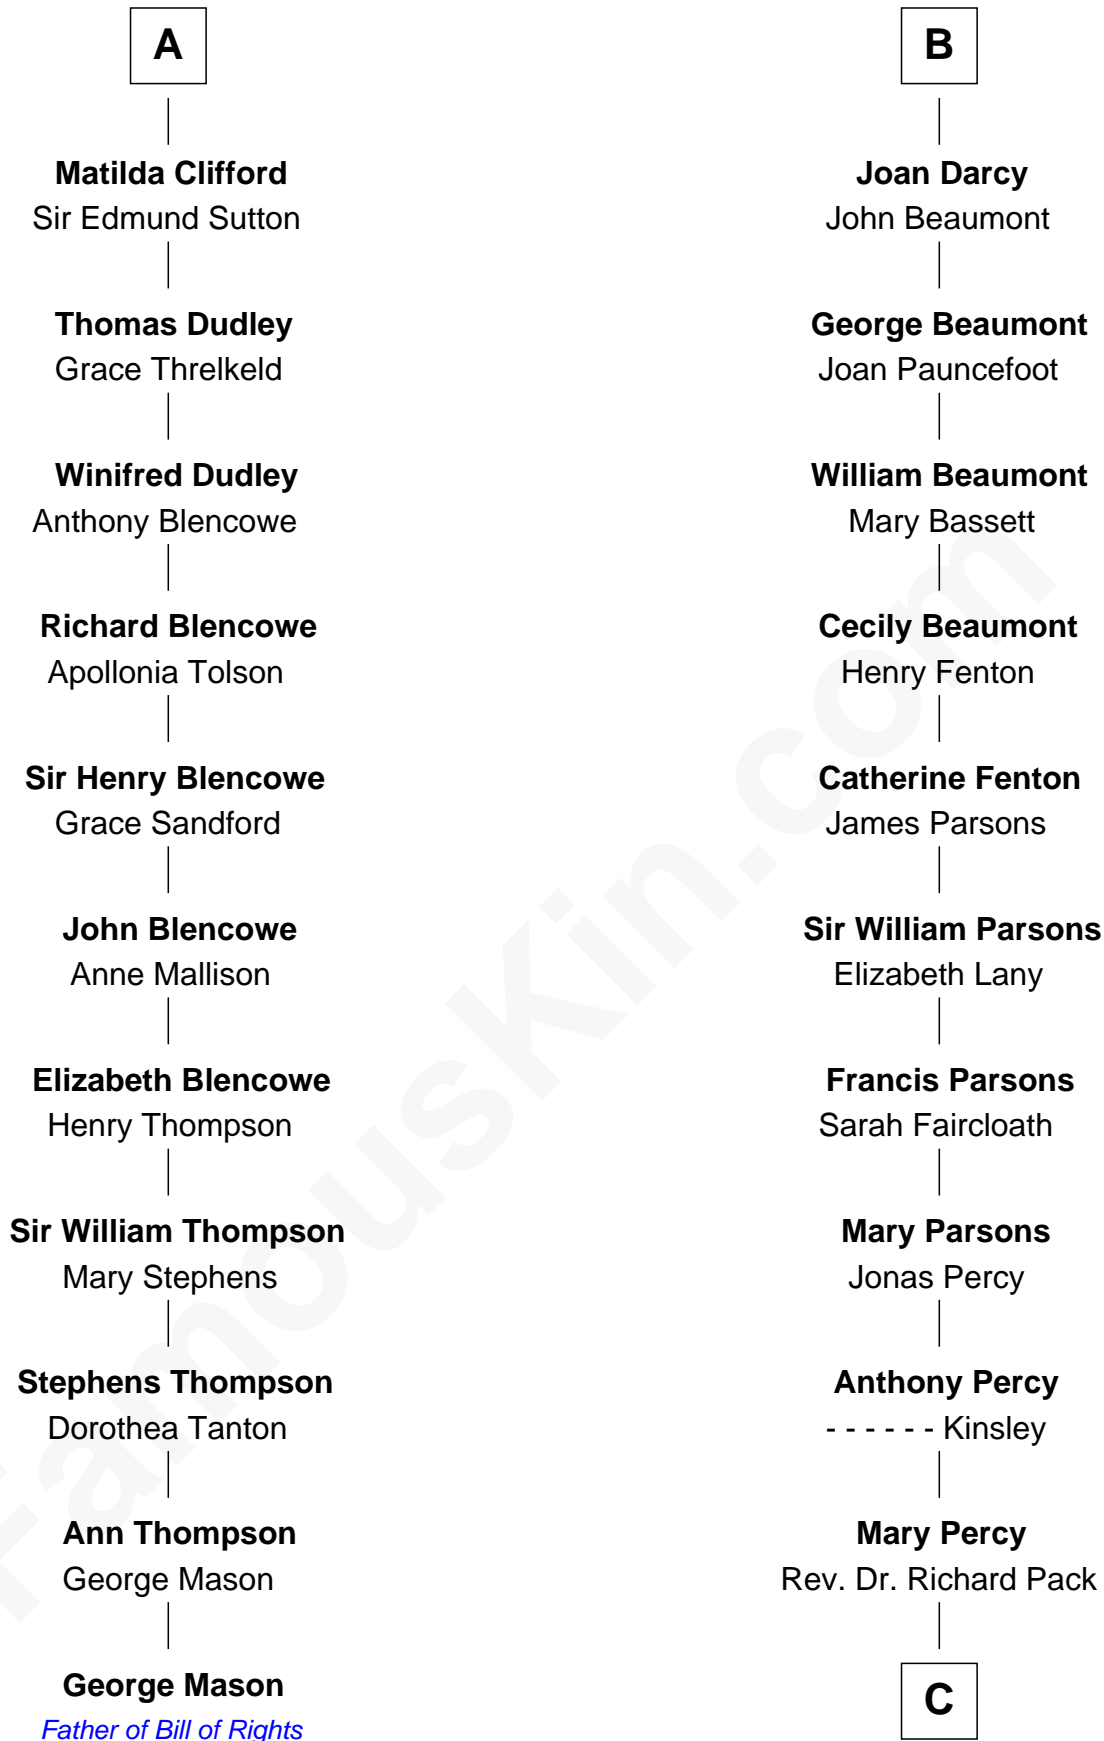 A
Matilda Clifford
Sir Edmund Sutton
Thomas Dudley
Grace Threlkeld
Winifred Dudley
Anthony Blencowe
Richard Blencowe
Apollonia Tolson
Sir Henry Blencowe
Grace Sandford
John Blencowe
Anne Mallison
Elizabeth Blencowe
Henry Thompson
Sir William Thompson
Mary Stephens
Stephens Thompson
Dorothea Tanton
Ann Thompson
George Mason
George Mason
Father of Bill of Rights
B
Joan Darcy
John Beaumont
George Beaumont
Joan Pauncefoot
William Beaumont
Mary Bassett
Cecily Beaumont
Henry Fenton
Catherine Fenton
James Parsons
Sir William Parsons
Elizabeth Lany
Francis Parsons
Sarah Faircloath
Mary Parsons
Jonas Percy
Anthony Percy
- - - - - - Kinsley
Mary Percy
Rev. Dr. Richard Pack
C
FamousKin.com